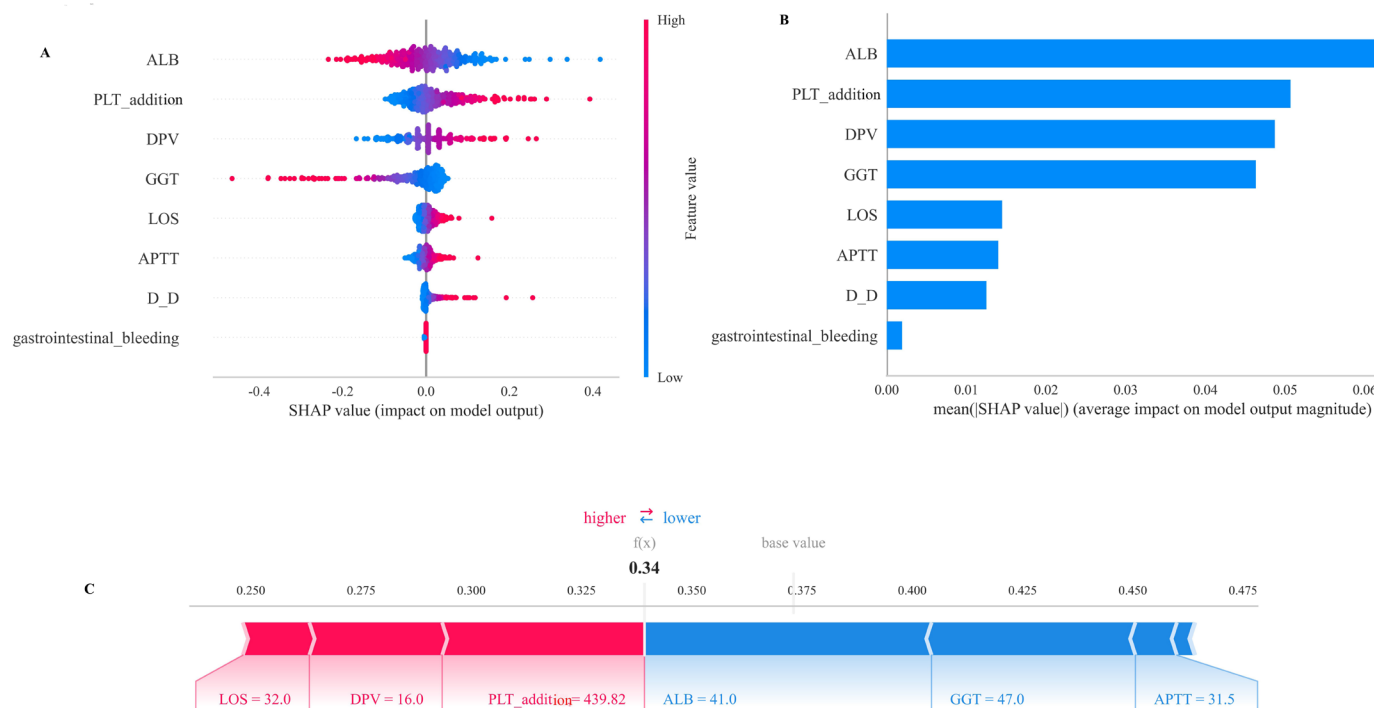 A
High
ALB
PLT_addition
DPV
GGT
LOS
APTT
D_D
gastrointestinal_bleeding
-0.4 -0.2 0.0 0.2 0.4
SHAP value (impact on model output)
Feature value
Low
B
ALB
PLT_addition
DPV
GGT
LOS
APTT
D_D
gastrointestinal_bleeding
0.00 0.01 0.02 0.03 0.04 0.05 0.06
mean(|SHAP value|) (average impact on model output magnitude)
higher ⇄ lower
f(x) base value
0.34
C
0.250 0.275 0.300 0.325 0.350 0.375 0.400 0.425 0.450 0.475
LOS = 32.0 DPV = 16.0 PLT_addition= 439.82 ALB = 41.0 GGT = 47.0 APTT = 31.5